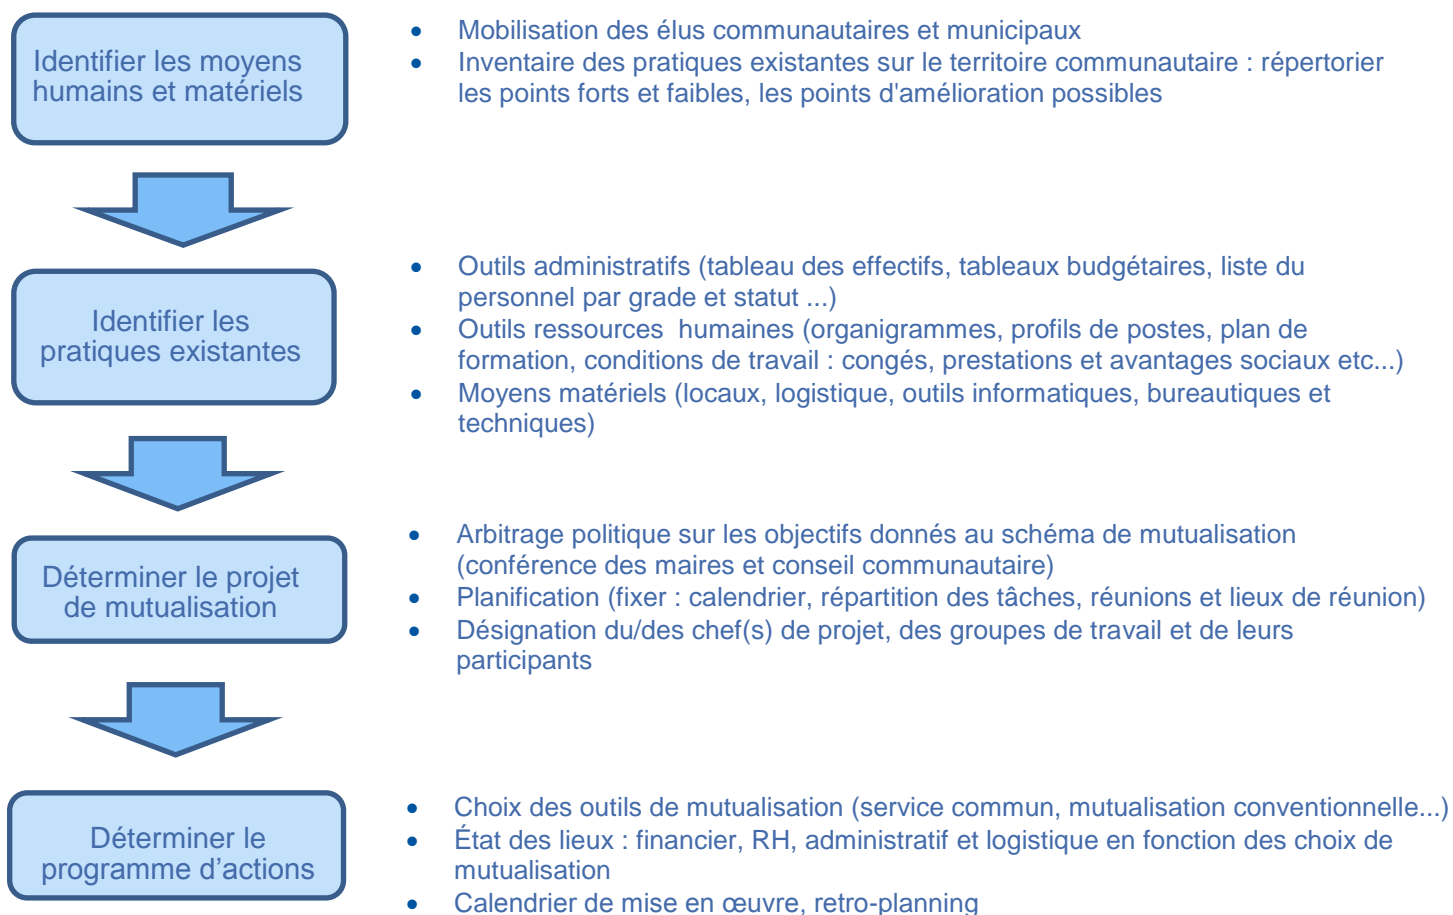 Identifier les moyens
humains et matériels
• Mobilisation des élus communautaires et municipaux
• Inventaire des pratiques existantes sur le territoire communautaire : répertorier
les points forts et faibles, les points d'amélioration possibles
Identifier les
pratiques existantes
• Outils administratifs (tableau des effectifs, tableaux budgétaires, liste du
personnel par grade et statut ...)
• Outils ressources  humaines (organigrammes, profils de postes, plan de
formation, conditions de travail : congés, prestations et avantages sociaux etc...)
• Moyens matériels (locaux, logistique, outils informatiques, bureautiques et
techniques)
Déterminer le projet
de mutualisation
• Arbitrage politique sur les objectifs donnés au schéma de mutualisation
(conférence des maires et conseil communautaire)
• Planification (fixer : calendrier, répartition des tâches, réunions et lieux de réunion)
• Désignation du/des chef(s) de projet, des groupes de travail et de leurs
participants
Déterminer le
programme d’actions
• Choix des outils de mutualisation (service commun, mutualisation conventionnelle...)
• État des lieux : financier, RH, administratif et logistique en fonction des choix de
mutualisation
• Calendrier de mise en œuvre, retro-planning